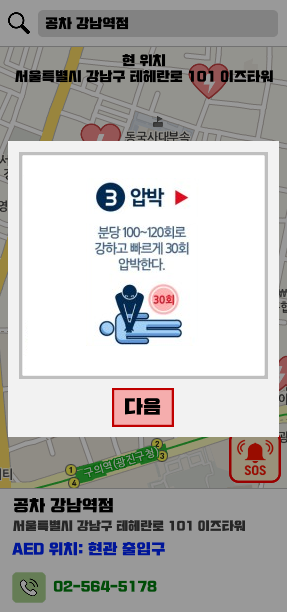 공차 강남역점
현 위치
서울특별시 강남구 테헤란로 101 이즈타워
동국사대부속
3 압박
분당 100~120회로
강하고 빠르게 30회
압박한다.
30회
다음
SOS
1
2
3
4
구의역(광진구청)
공차 강남역점
서울특별시 강남구 테헤란로 101 이즈타워
AED 위치: 현관 출입구
02-564-5178